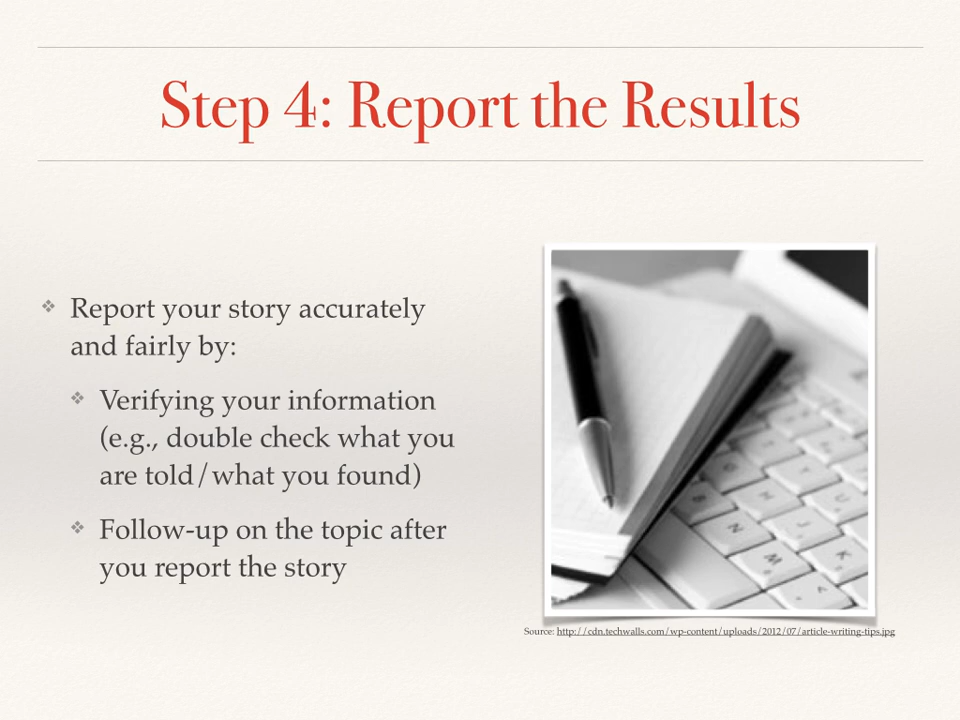 Step 4: Report the Results
❖ Report your story accurately
and fairly by:
❖ Verifying your information
(e.g., double check what you
are told/what you found)
❖ Follow-up on the topic after
you report the story
N
J
M
K
Source: http://cdn.techwalls.com/wp-content/uploads/2012/07/article-writing-tips.jpg